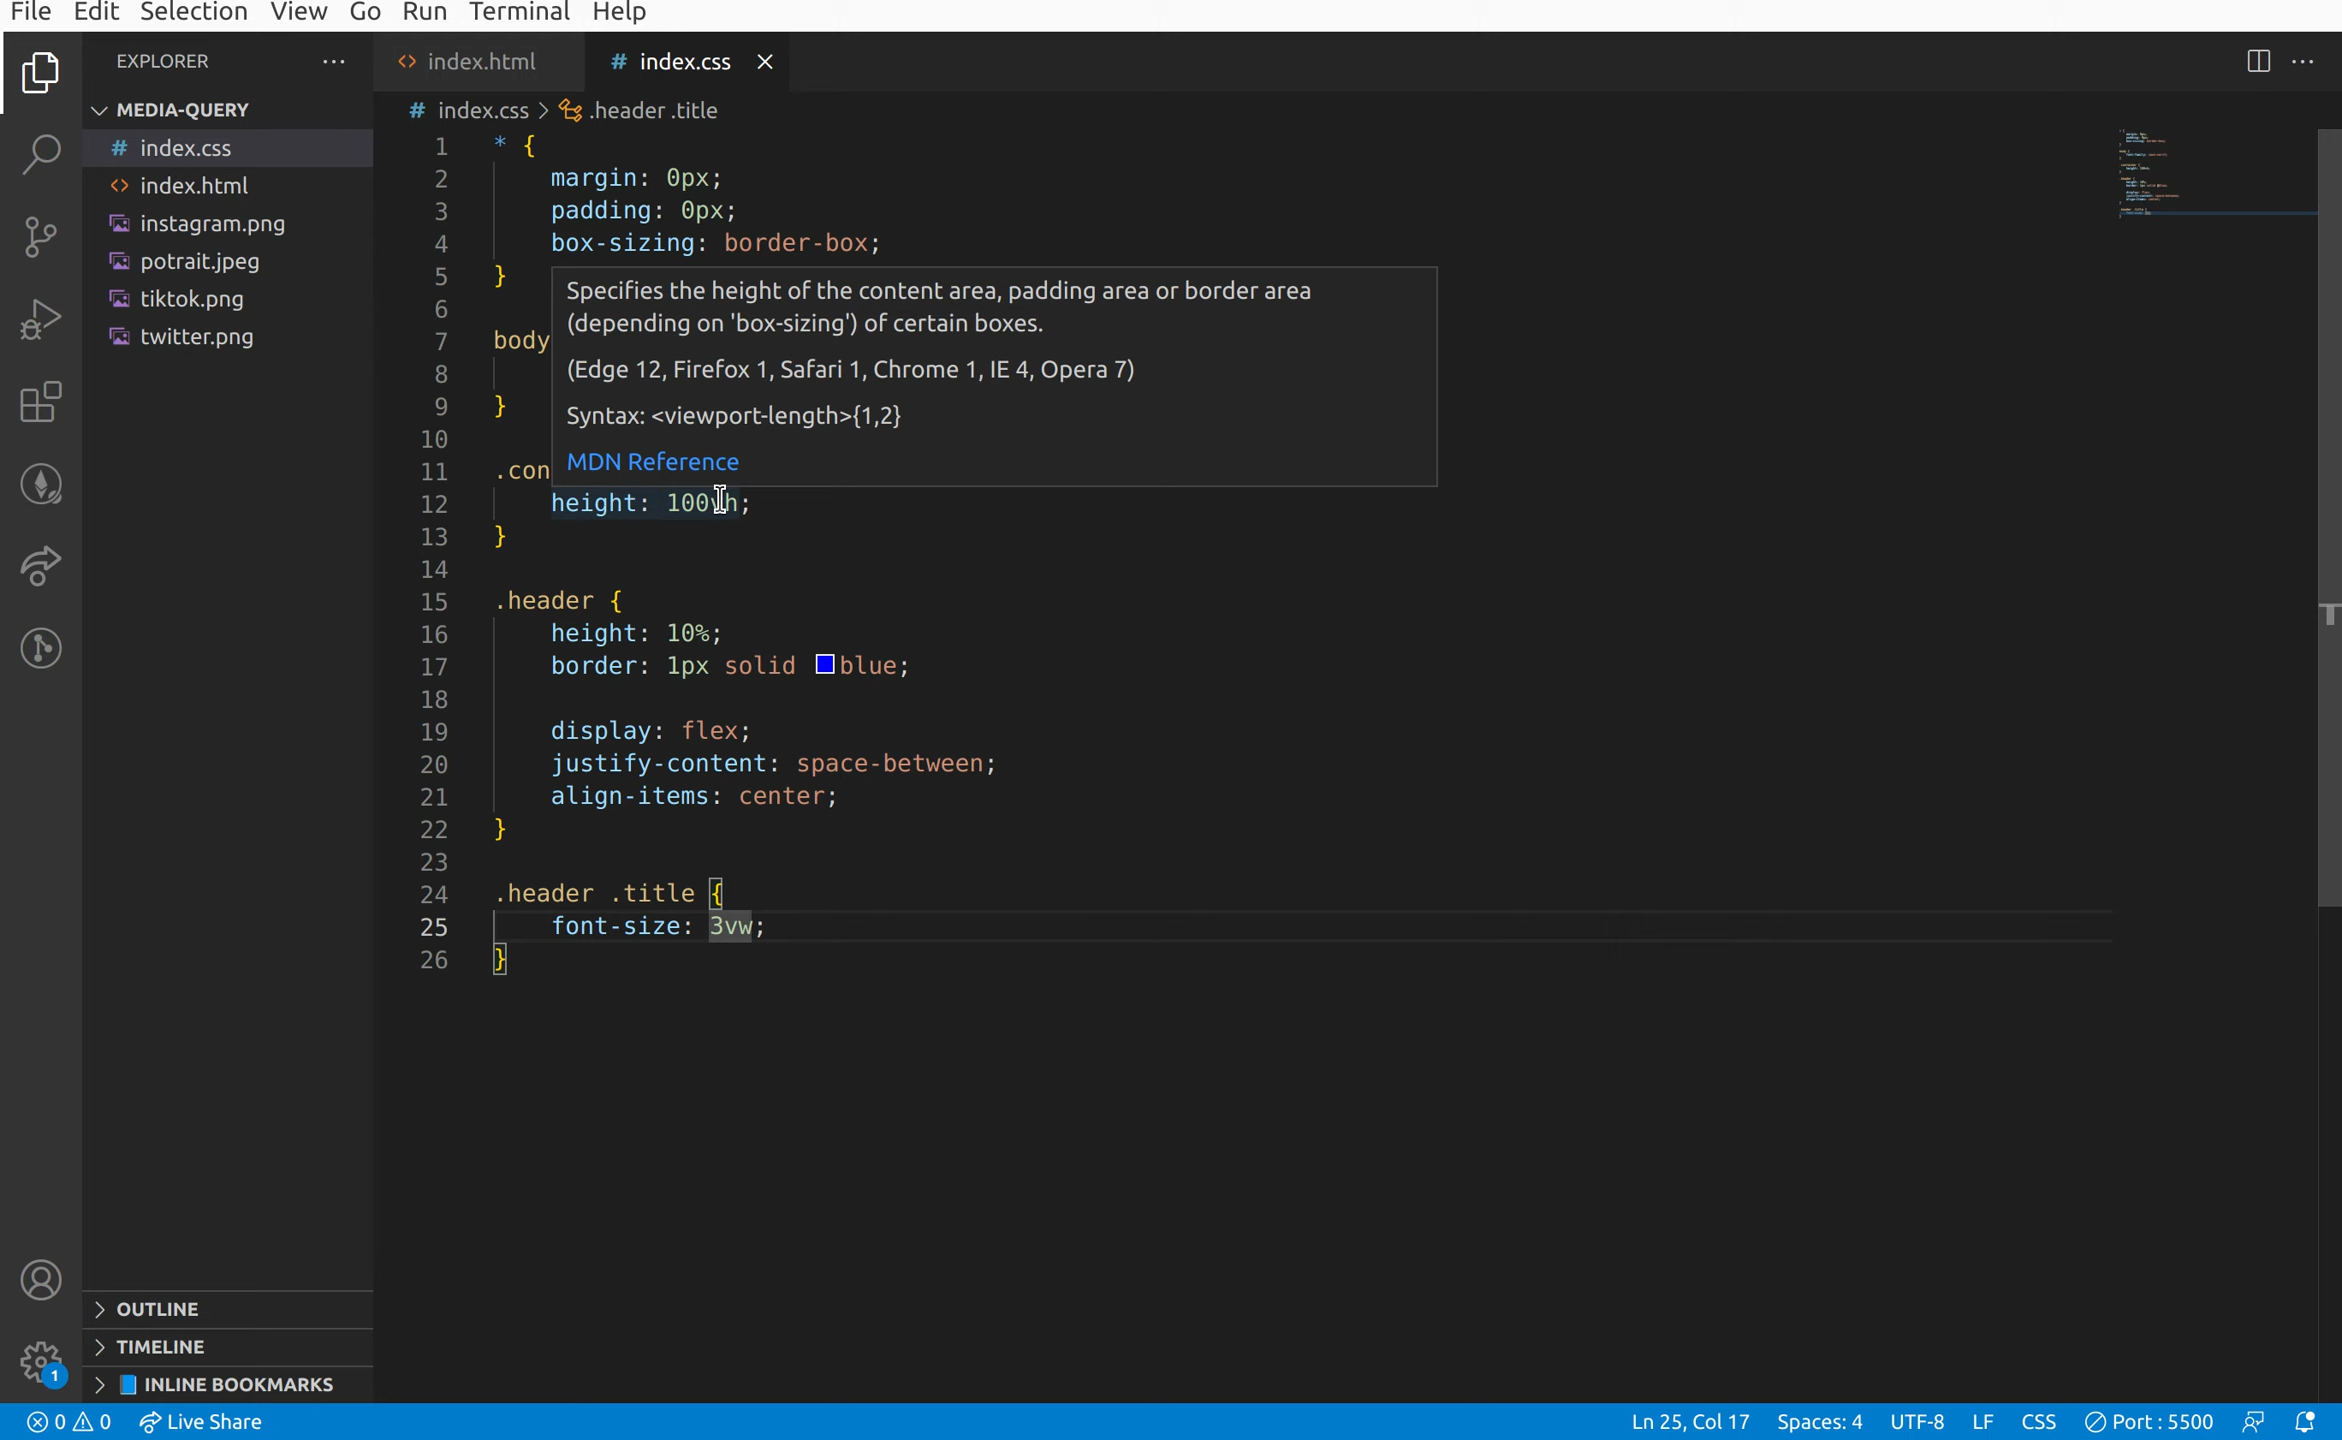 File Edit Selection View Go Run Terminal Help
EXPLORER
MEDIA-QUERY
# index.css
<> index.html
instagram.png
potrait.jpeg
tiktok.png
twitter.png
OUTLINE
TIMELINE
INLINE BOOKMARKS
<> index.html # index.css
# index.css > .header .title
1 * {
2 margin: 0px;
3 padding: 0px;
4 box-sizing: border-box;
5 }
6
7 body
8
9 }
10
11 .con
Specifies the height of the content area, padding area or border area
(depending on 'box-sizing') of certain boxes.
(Edge 12, Firefox 1, Safari 1, Chrome 1, IE 4, Opera 7)
Syntax: <viewport-length>{1,2}
MDN Reference
12 height: 100vh;
13 }
14
15 .header {
16 height: 10%;
17 border: 1px solid blue;
18
19 display: flex;
20 justify-content: space-between;
21 align-items: center;
22 }
23
24 .header .title {
25 font-size: 3vw;
26 }
1
0 0 Live Share Ln 25, Col 17 Spaces: 4 UTF-8 LF CSS Port : 5500